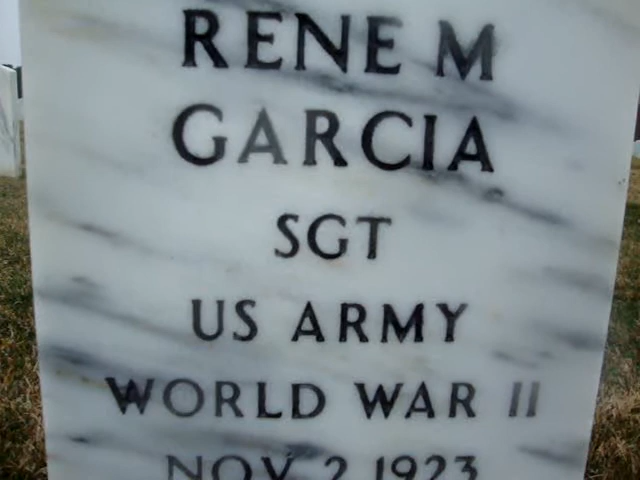 RENE M
GARCIA
SGT
US ARMY
WORLD WAR II
NOV 2 1923